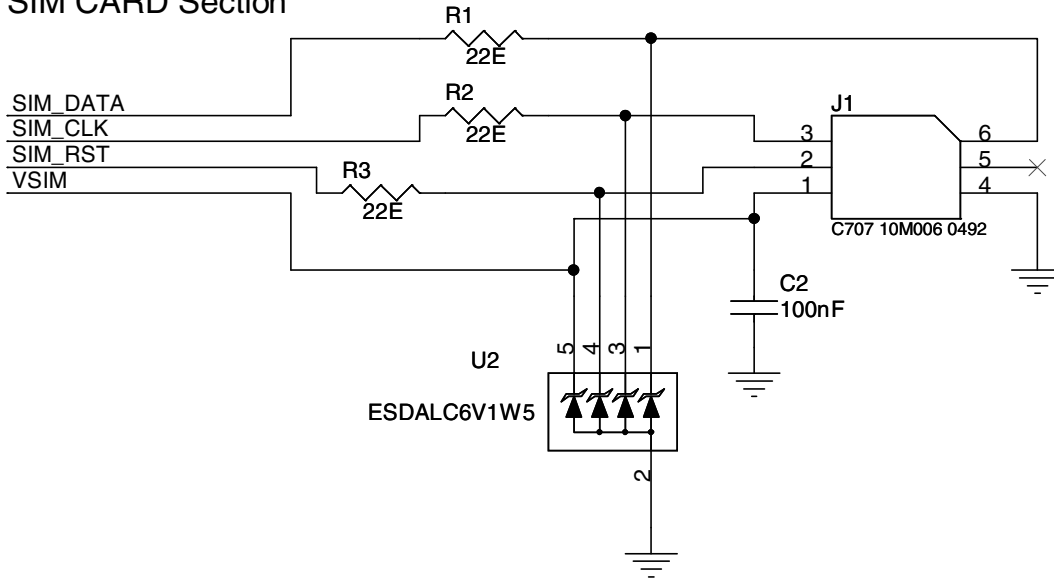 SIM CARD Section
R1
22E
SIM_DATA
R2
22E
SIM_CLK
SIM_RST
R3
22E
VSIM
J1
3
2
1
6
5
4
C707 10M006 0492
C2
100nF
U2
5
4
3
1
ESDALC6V1W5
2